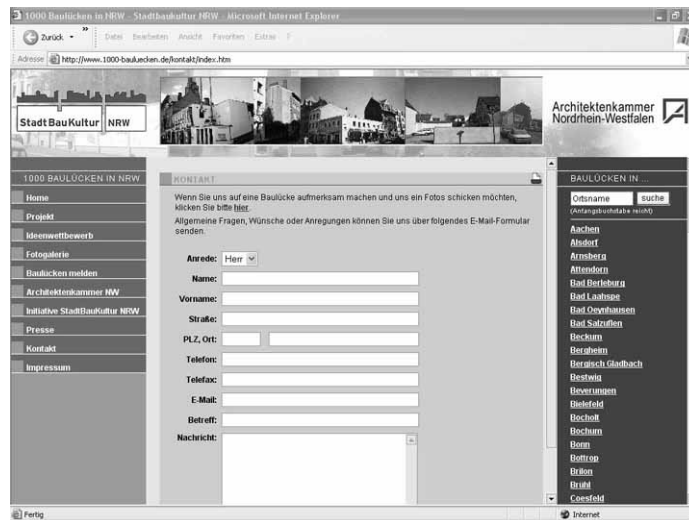 1000 Baulücken in NRW - StadtBauKultur NRW - Microsoft Internet Explorer
Zurück
Datei Bearbeiten Ansicht Favoriten Extras ?
Adresse http://www.1000-bauluecken.de/kontakt/index.htm
StadtBauKultur NRW
Architektenkammer
Nordrhein-Westfalen
1000 BAULÜCKEN IN NRW
Home
Projekt
Ideenwettbewerb
Fotogalerie
Baulücken melden
Architektenkammer NW
Initiative StadtBauKultur NRW
Presse
Kontakt
Impressum
KONTAKT
Wenn Sie uns auf eine Baulücke aufmerksam machen und uns ein Fotos schicken möchten,
klicken Sie bitte hier.
Allgemeine Fragen, Wünsche oder Anregungen können Sie uns über folgendes E-Mail-Formular
senden.
Anrede: Herr
Name:
Vorname:
Straße:
PLZ, Ort:
Telefon:
Telefax:
E-Mail:
Betreff:
Nachricht:
BAULÜCKEN IN ...
Ortsname suche
(Anfangsbuchstabe reicht)
Aachen
Alsdorf
Arnsberg
Attendorn
Bad Berleburg
Bad Laahspe
Bad Oeynhausen
Bad Salzuflen
Beckum
Bergheim
Bergisch Gladbach
Bestwig
Beverungen
Bielefeld
Bocholt
Bochum
Bonn
Bottrop
Brilon
Brühl
Coesfeld
Fertig
Internet